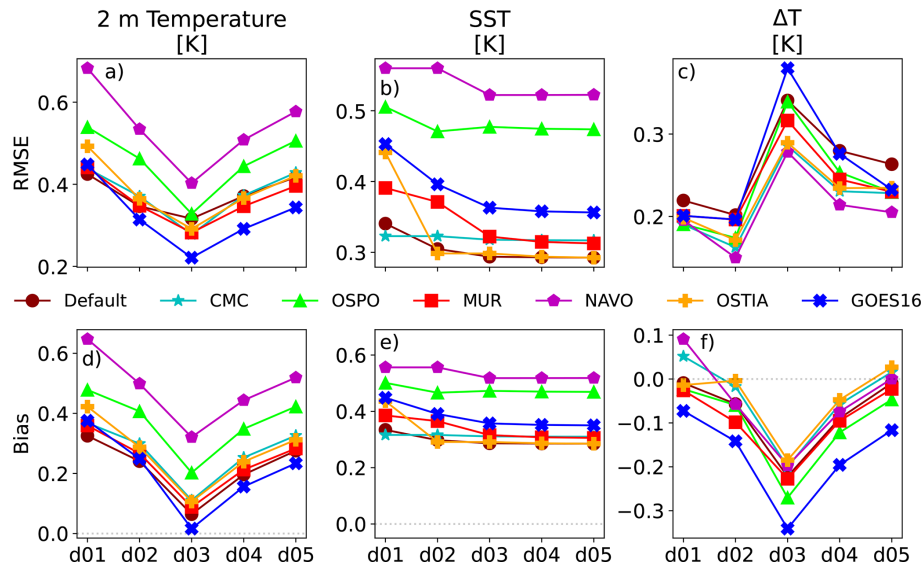 2 m Temperature
[K]
SST
[K]
ΔT
[K]
RMSE
a)
0.6
0.4
0.2
b)
0.5
0.4
0.3
c)
0.3
0.2
Default
CMC
OSPO
MUR
NAVO
OSTIA
GOES16
Bias
d)
0.6
0.4
0.2
0.0
d01 d02 d03 d04 d05
e)
0.6
0.4
0.2
0.0
d01 d02 d03 d04 d05
f)
0.1
0.0
−0.1
−0.2
−0.3
d01 d02 d03 d04 d05